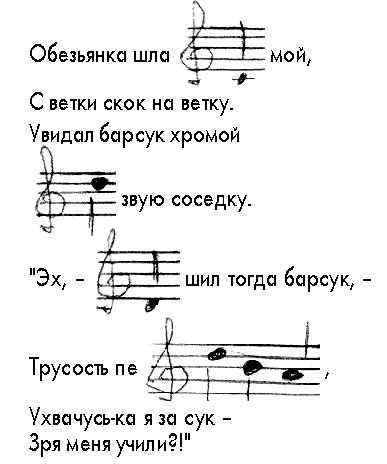 Обезьянка шла мой,
С ветки скок на ветку.
Увидал барсук хромой
звую соседку.
"Эх, – шил тогда барсук, –
Трусость пе ,
Ухвачусь-ка я за сук –
Зря меня учили?!"